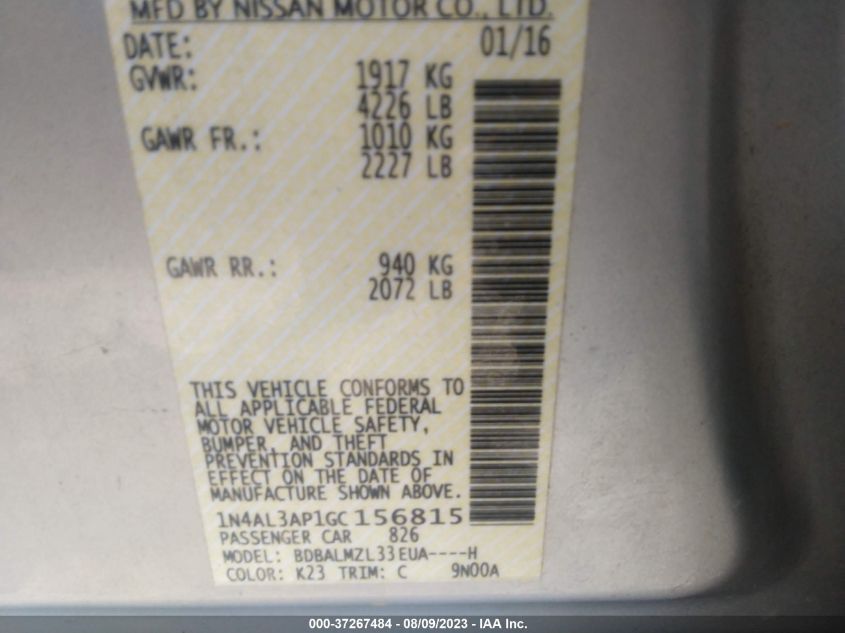 MFD BY NISSAN MOTOR CO., LTD.
DATE: 01/16
GVWR: 1917 KG
4226 LB
GAWR FR.: 1010 KG
2227 LB
GAWR RR.: 940 KG
2072 LB
THIS VEHICLE CONFORMS TO
ALL APPLICABLE FEDERAL
MOTOR VEHICLE SAFETY,
BUMPER, AND THEFT
PREVENTION STANDARDS IN
EFFECT ON THE DATE OF
MANUFACTURE SHOWN ABOVE.
1N4AL3AP1GC156815
PASSENGER CAR 826
MODEL: BDBALMZL33EUA----H
COLOR: K23 TRIM: C 9N00A
000-37267484 - 08/09/2023 - IAA Inc.